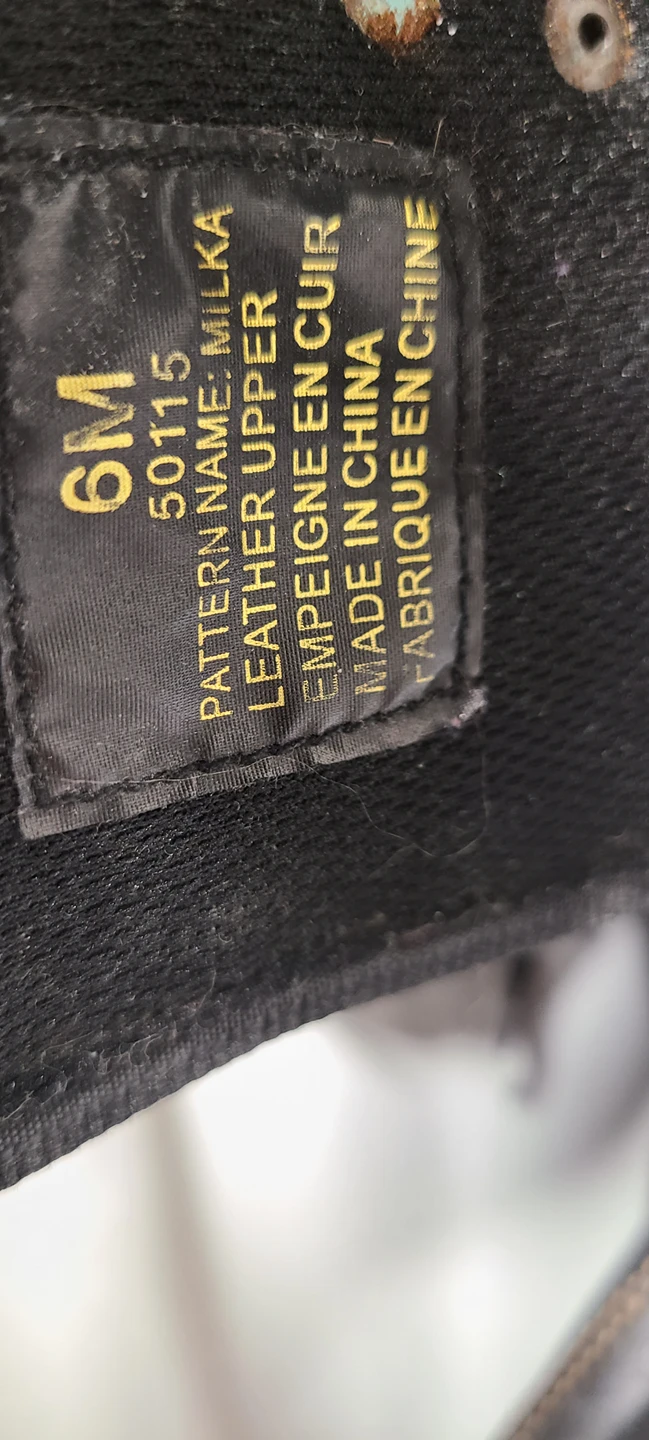 6M
50115
PATTERN NAME: MILKA
LEATHER UPPER
EMPEIGNE EN CUIR
MADE IN CHINA
FABRIQUE EN CHINE